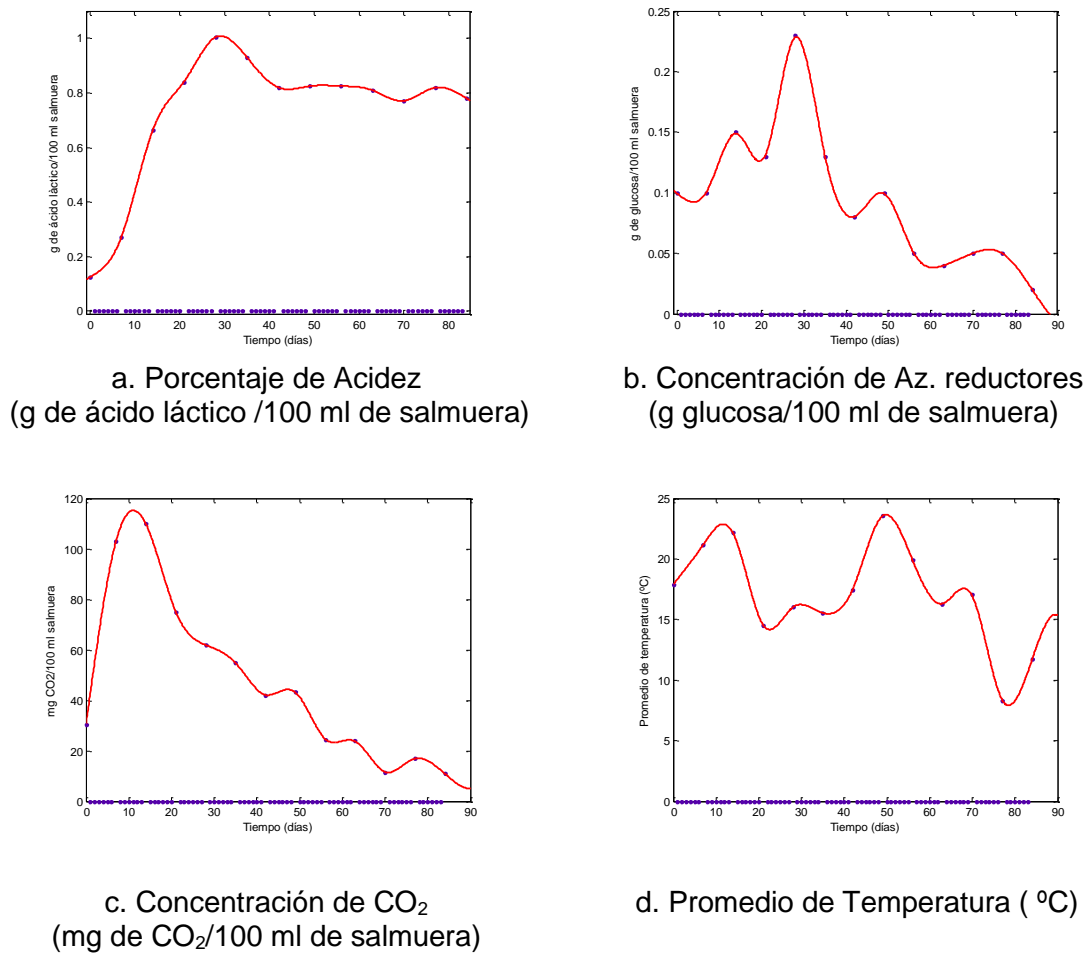 g de ácido láctico/100 ml salmuera
1
0.8
0.6
0.4
0.2
0
0 10 20 30 40 50 60 70 80
Tiempo (días)
a. Porcentaje de Acidez
(g de ácido láctico /100 ml de salmuera)
g de glucosa/100 ml salmuera
0.25
0.2
0.15
0.1
0.05
0
0 10 20 30 40 50 60 70 80 90
Tiempo (días)
b. Concentración de Az. reductores
(g glucosa/100 ml de salmuera)
mg CO2/100 ml salmuera
120
100
80
60
40
20
0
0 10 20 30 40 50 60 70 80 90
Tiempo (días)
c. Concentración de CO₂
(mg de CO₂/100 ml de salmuera)
Promedio de temperatura (ºC)
25
20
15
10
5
0
0 10 20 30 40 50 60 70 80 90
Tiempo (días)
d. Promedio de Temperatura ( ºC)